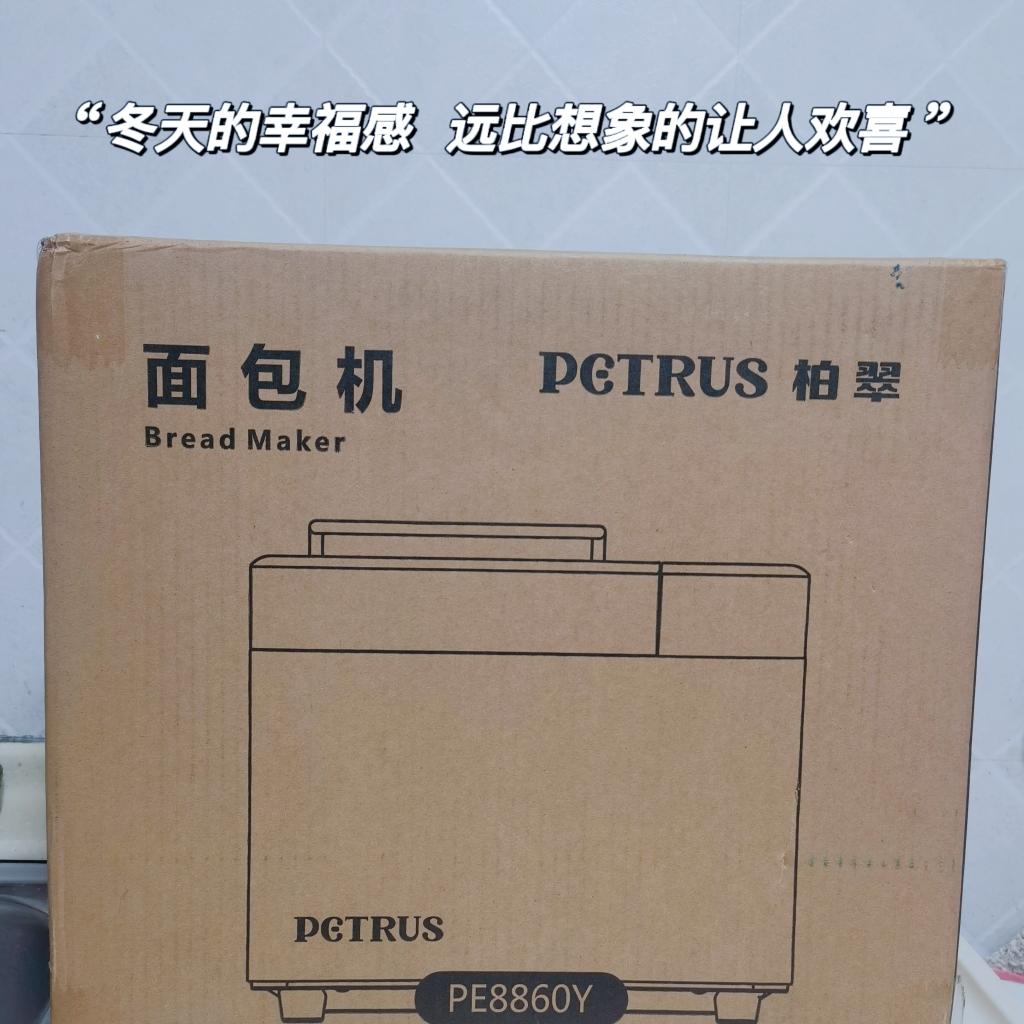 “冬天的幸福感 远比想象的让人欢喜”
面包机
Bread Maker
PETRUS 柏翠
PETRUS
PE8860Y